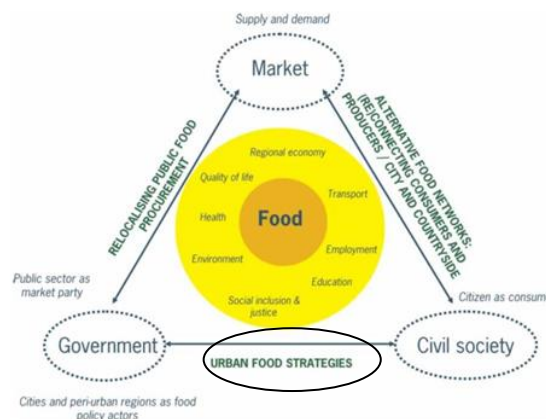 Supply and demand
Market
RELOCALISING PUBLIC FOOD
PROCUREMENT
ALTERNATIVE FOOD NETWORKS:
(RE)CONNECTING CONSUMERS AND
PRODUCERS / CITY AND COUNTRYSIDE
Regional economy
Quality of life
Transport
Health
Food
Environment
Employment
Education
Social inclusion &
justice
Public sector as
market party
Citizen as consum
Government
URBAN FOOD STRATEGIES
Civil society
Cities and peri-urban regions as food
policy actors